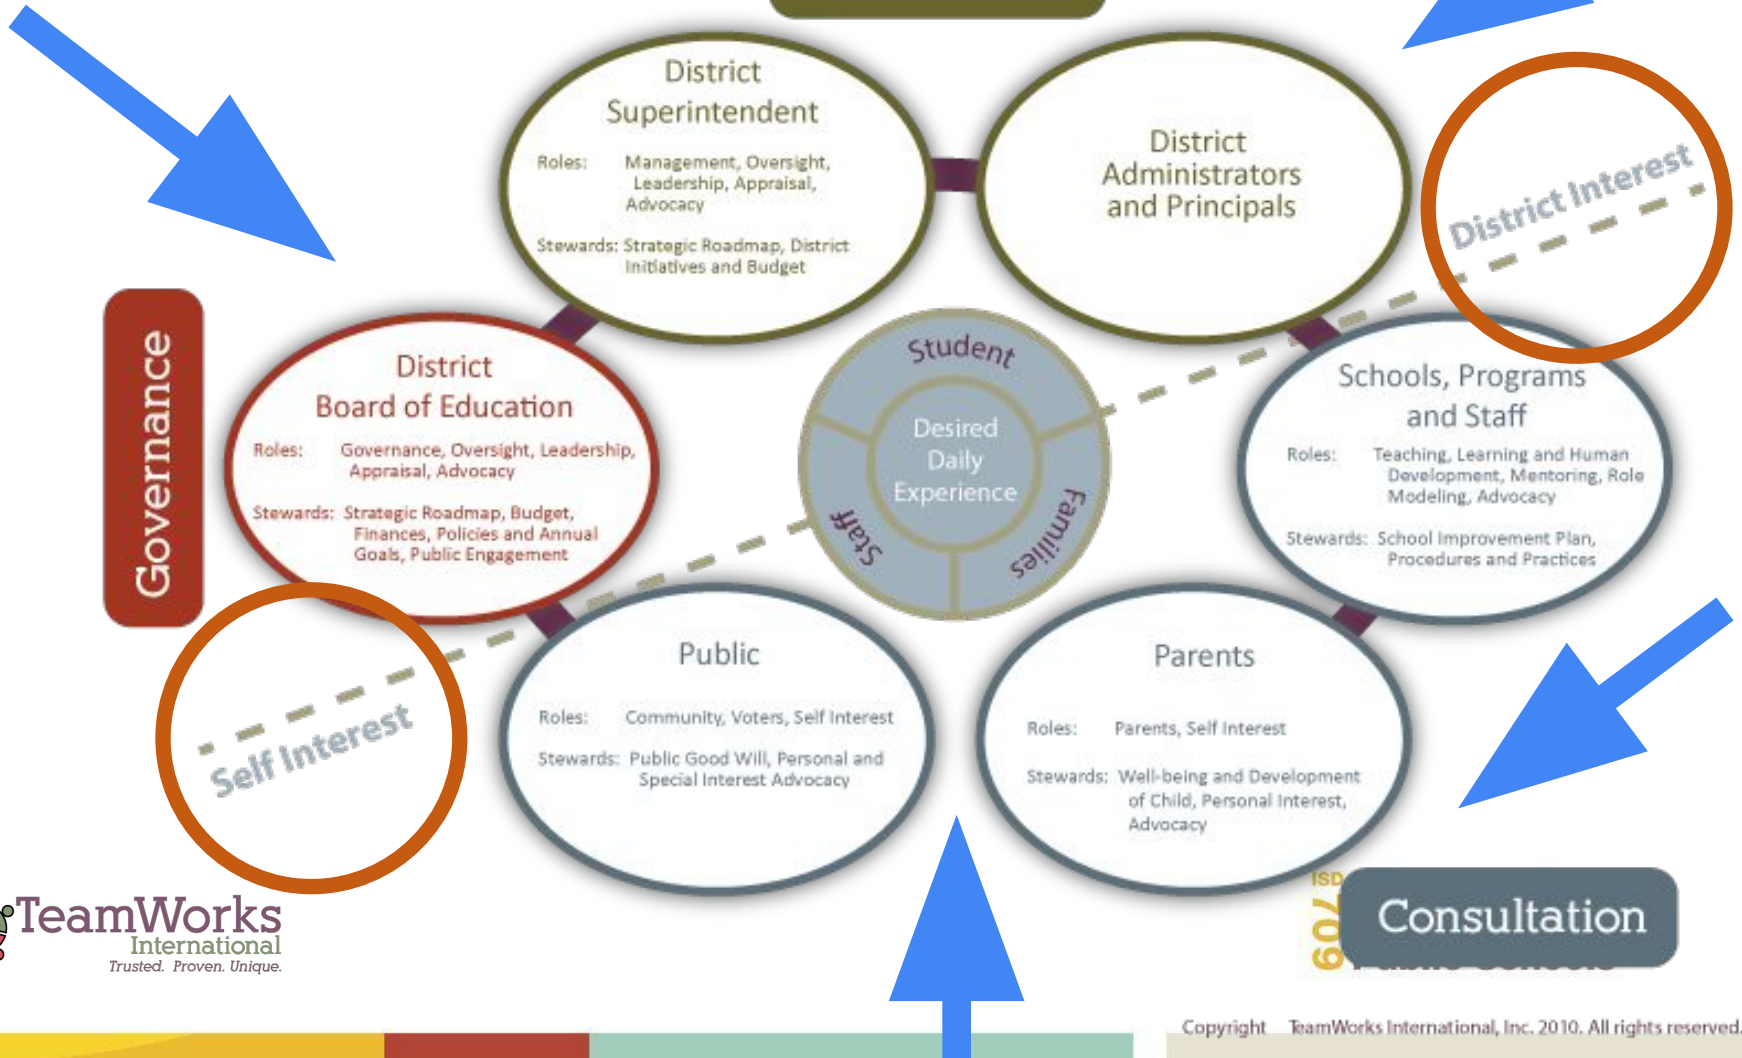 District
Superintendent
Roles: Management, Oversight,
Leadership, Appraisal,
Advocacy
Stewards: Strategic Roadmap, District
Initiatives and Budget
District
Administrators
and Principals
District Interest
Governance
District
Board of Education
Roles: Governance, Oversight, Leadership,
Appraisal, Advocacy
Stewards: Strategic Roadmap, Budget,
Finances, Policies and Annual
Goals, Public Engagement
Student
Families
Staff
Desired
Daily
Experience
Schools, Programs
and Staff
Roles: Teaching, Learning and Human
Development, Mentoring, Role
Modeling, Advocacy
Stewards: School Improvement Plan,
Procedures and Practices
Self Interest
Public
Roles: Community, Voters, Self Interest
Stewards: Public Good Will, Personal and
Special Interest Advocacy
Parents
Roles: Parents, Self Interest
Stewards: Well-being and Development
of Child, Personal Interest,
Advocacy
TeamWorks
International
Trusted. Proven. Unique.
ISD
709
Consultation
Copyright TeamWorks International, Inc. 2010. All rights reserved.